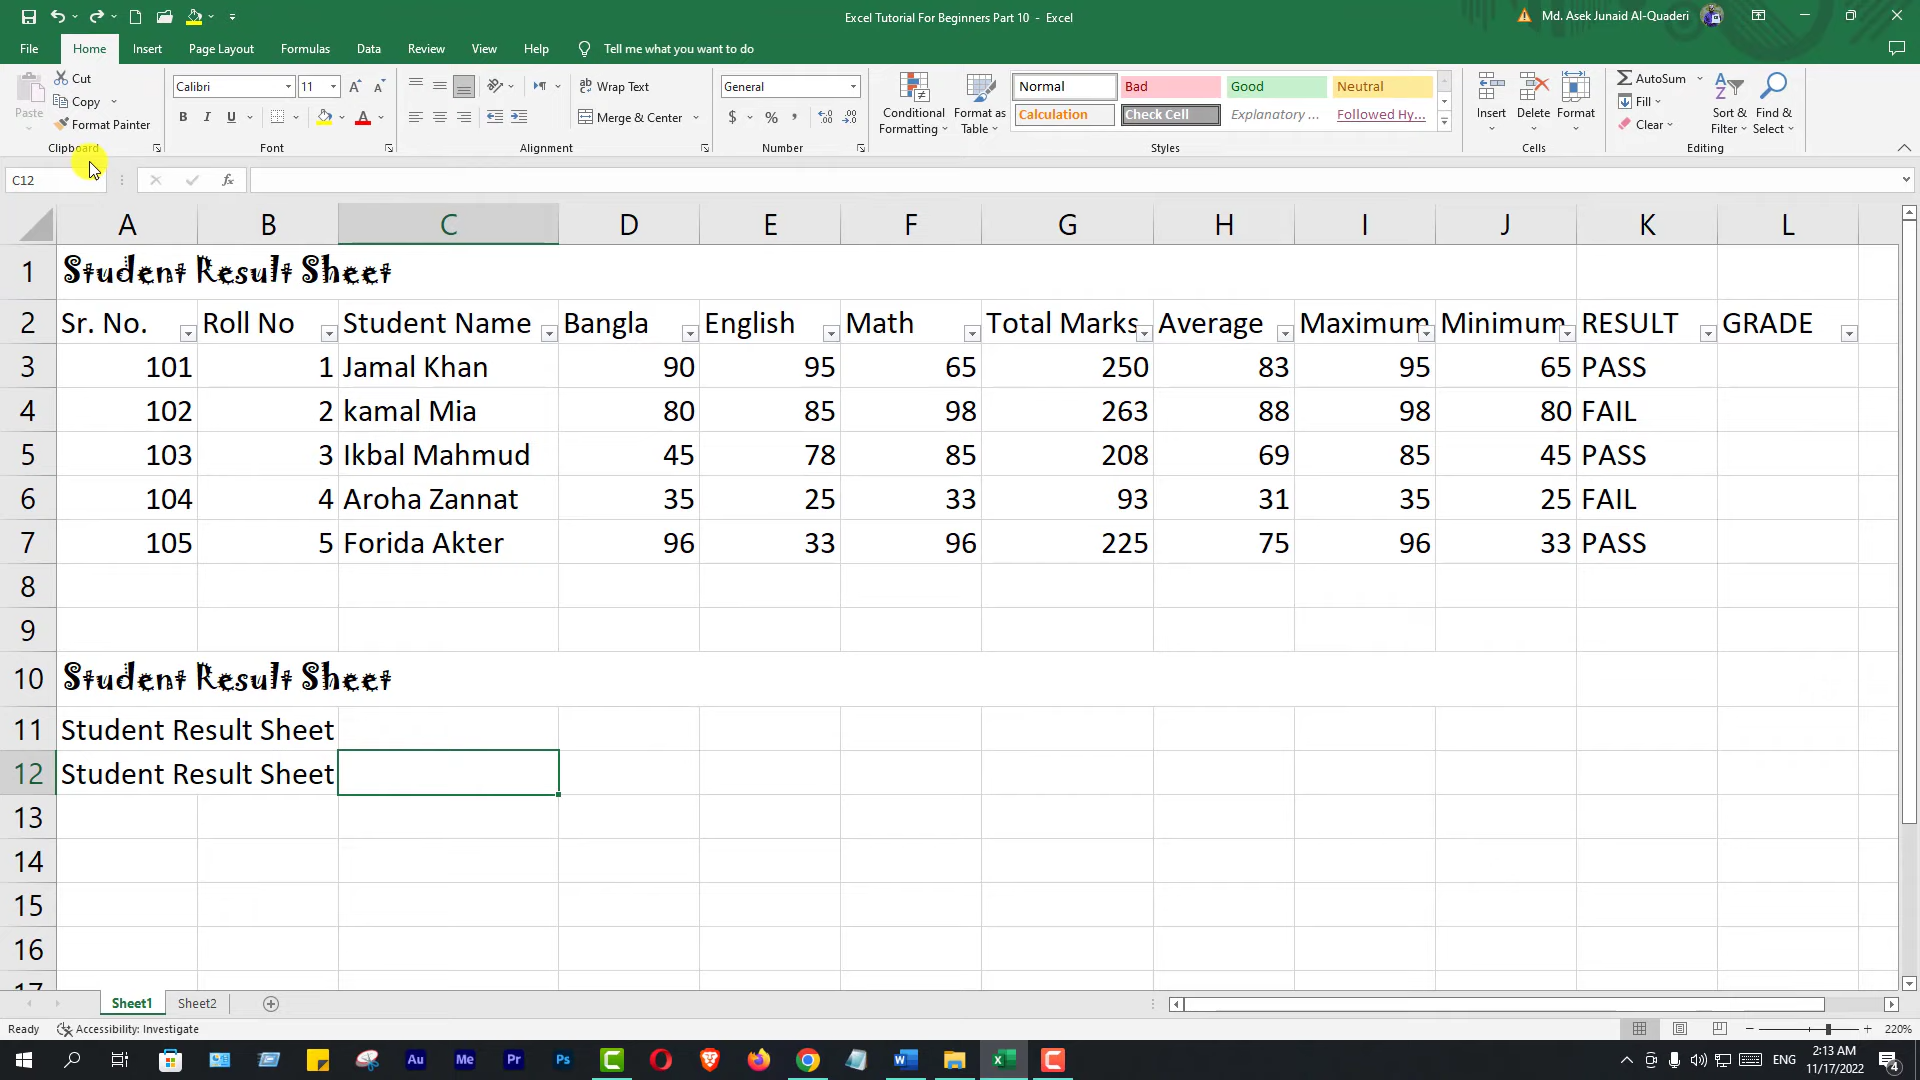 Excel Tutorial For Beginners Part 10 - Excel
Md. Asek Junaid Al-Quaderi
File Home Insert Page Layout Formulas Data Review View Help Tell me what you want to do
Paste
Cut
Copy
Format Painter
Clipboard
Calibri 11
B I U
Font
Wrap Text
Merge & Center
Alignment
General
$ % ,
Number
Conditional Formatting
Format as Table
Normal Bad Good Neutral
Calculation Check Cell Explanatory ... Followed Hy...
Styles
Insert Delete Format
Cells
AutoSum
Fill
Clear
Sort & Filter
Find & Select
Editing
C12 fx
A B C D E F G H I J K L
1 Student Result Sheet
2 Sr. No. Roll No Student Name Bangla English Math Total Marks Average Maximum Minimum RESULT GRADE
3 101 1 Jamal Khan 90 95 65 250 83 95 65 PASS
4 102 2 kamal Mia 80 85 98 263 88 98 80 FAIL
5 103 3 Ikbal Mahmud 45 78 85 208 69 85 45 PASS
6 104 4 Aroha Zannat 35 25 33 93 31 35 25 FAIL
7 105 5 Forida Akter 96 33 96 225 75 96 33 PASS
8
9
10 Student Result Sheet
11 Student Result Sheet
12 Student Result Sheet
13
14
15
16
17
Sheet1 Sheet2
Ready Accessibility: Investigate 220%
Au Me Pr Ps
ENG
2:13 AM
11/17/2022
4